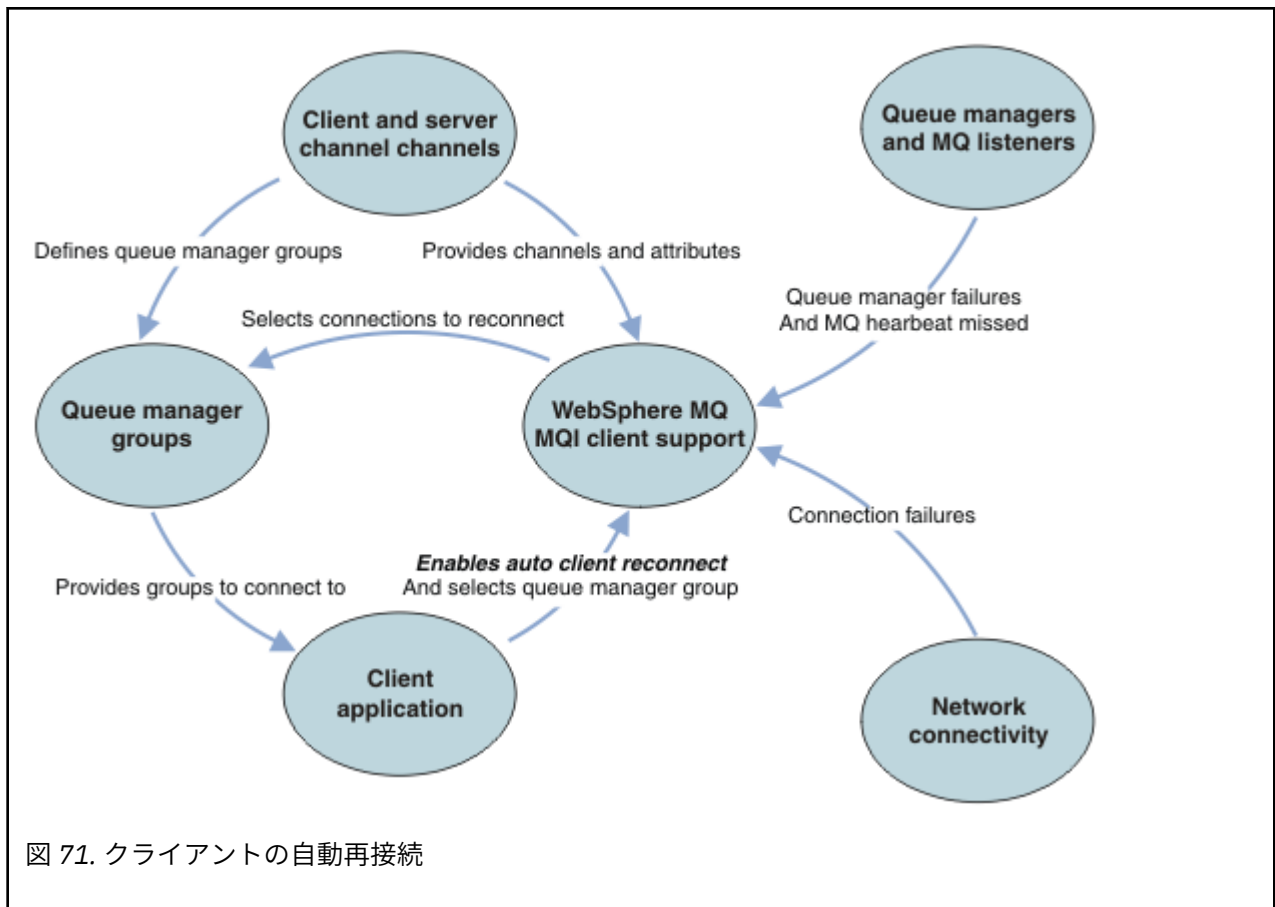 Client and server
channel channels
Queue managers
and MQ listeners
Defines queue manager groups
Provides channels and attributes
Queue manager failures
And MQ hearbeat missed
Selects connections to reconnect
Queue manager
groups
WebSphere MQ
MQI client support
Connection failures
Enables auto client reconnect
And selects queue manager group
Provides groups to connect to
Client
application
Network
connectivity
図 71. クライアントの自動再接続